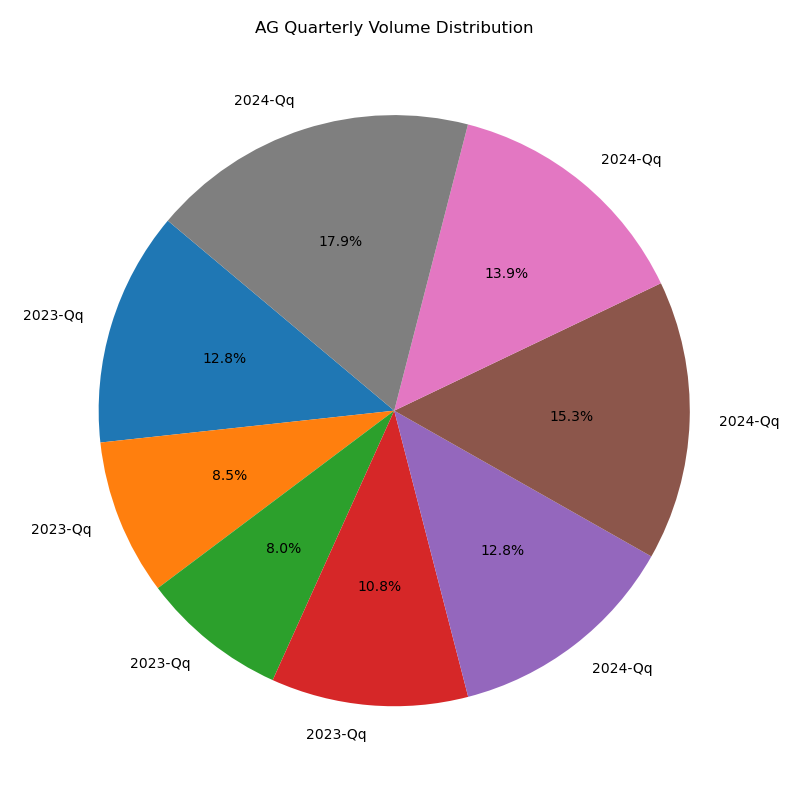 AG Quarterly Volume Distribution
2024-Qq
2024-Qq
17.9%
13.9%
2023-Qq
12.8%
15.3%
2024-Qq
8.5%
2023-Qq
8.0%
12.8%
10.8%
2023-Qq
2024-Qq
2023-Qq